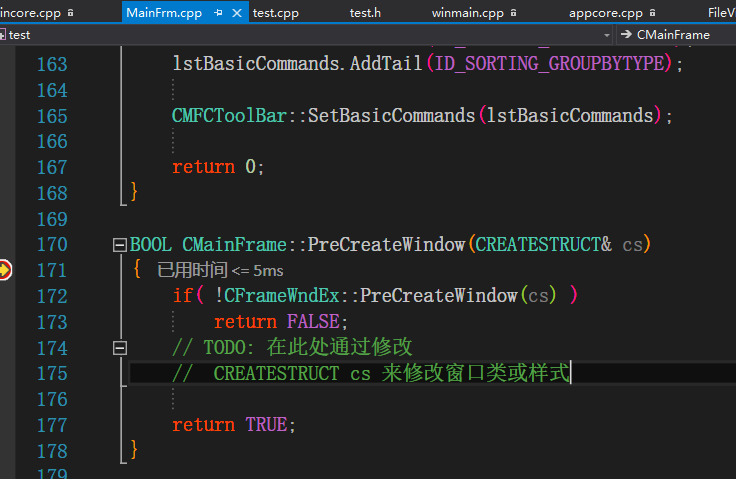 incore.cpp MainFrm.cpp test.cpp test.h winmain.cpp appcore.cpp FileV
test CMainFrame
163 lstBasicCommands.AddTail(ID_SORTING_GROUPBYTYPE);
164
165 CMFCToolBar::SetBasicCommands(lstBasicCommands);
166
167 return 0;
168 }
169
170 BOOL CMainFrame::PreCreateWindow(CREATESTRUCT& cs)
171 { 已用时间 <= 5ms
172 if( !CFrameWndEx::PreCreateWindow(cs) )
173 return FALSE;
174 // TODO: 在此处通过修改
175 // CREATESTRUCT cs 来修改窗口类或样式
176
177 return TRUE;
178 }
179